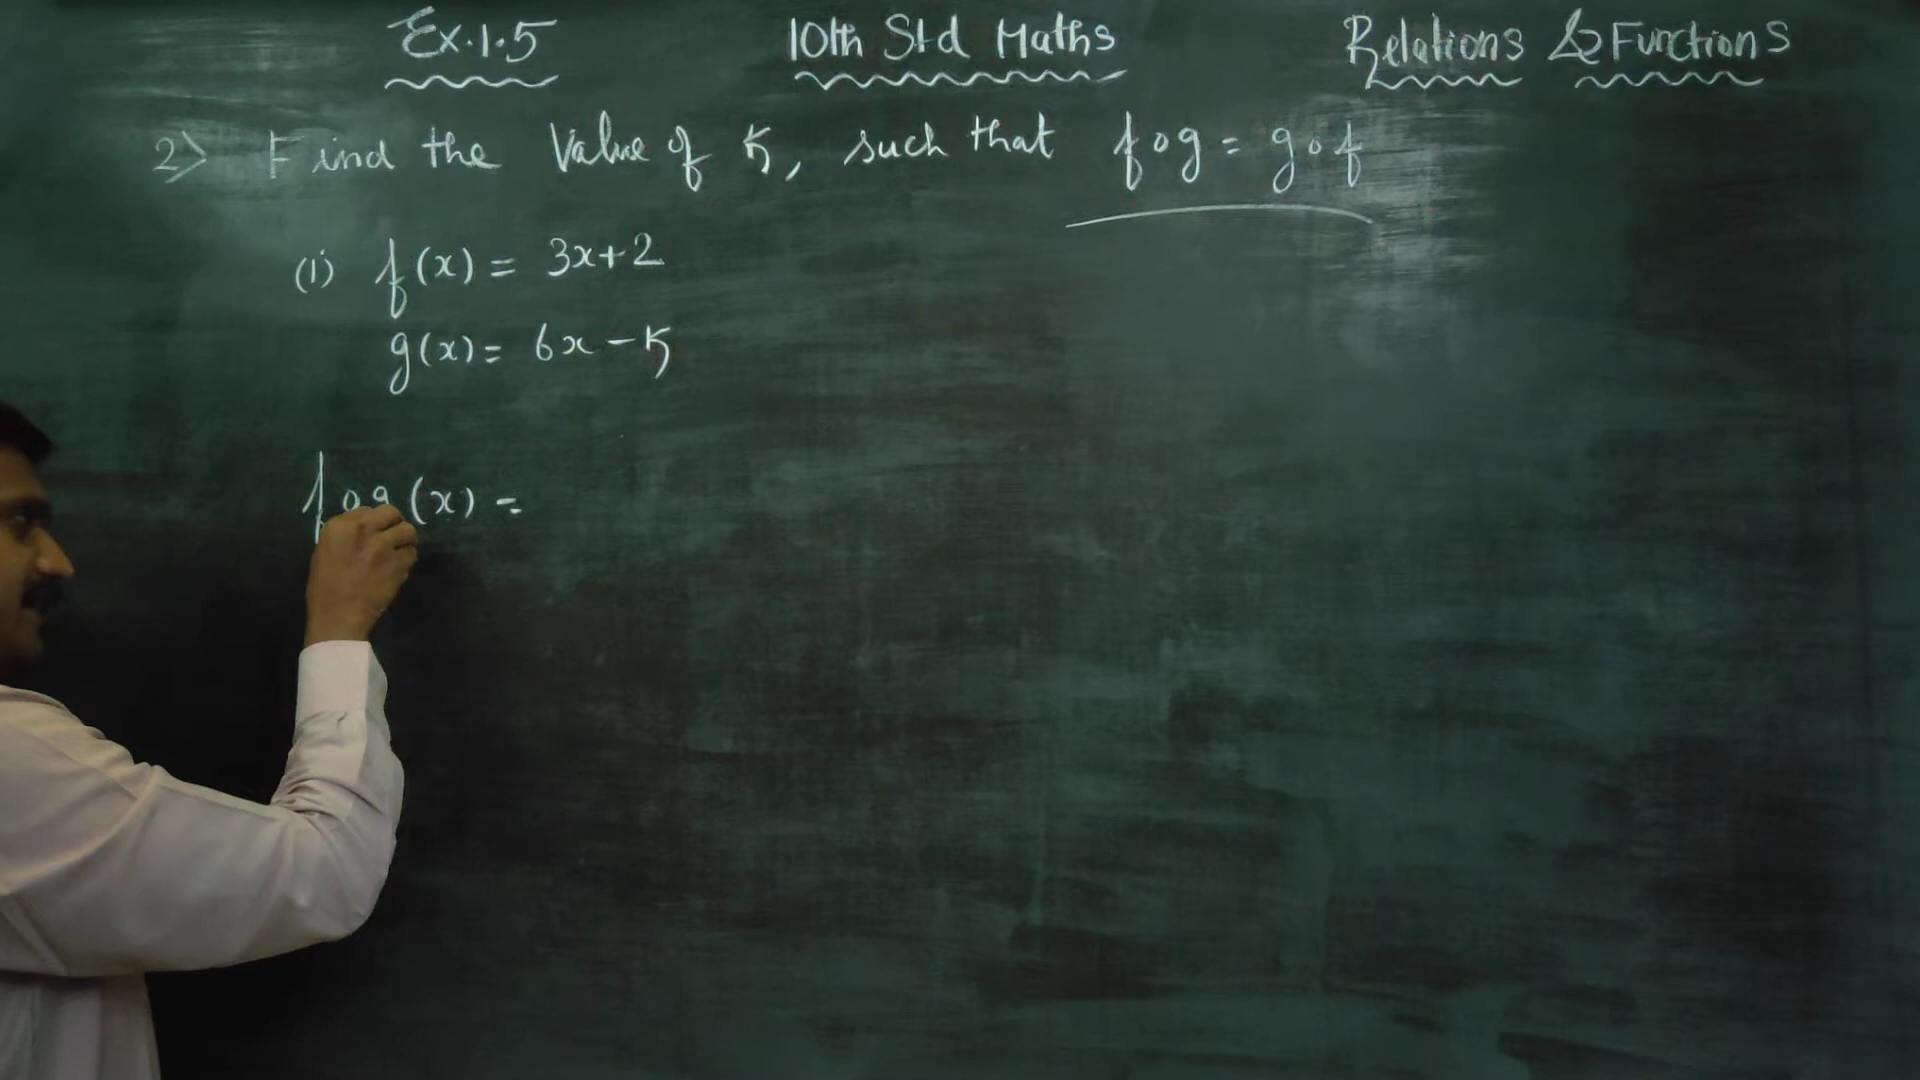 Ex.1.5 10th Std Maths Relations & Functions
2) Find the Value of k, such that fog = gof
(i) f(x) = 3x+2
g(x) = 6x-k
fog(x) =